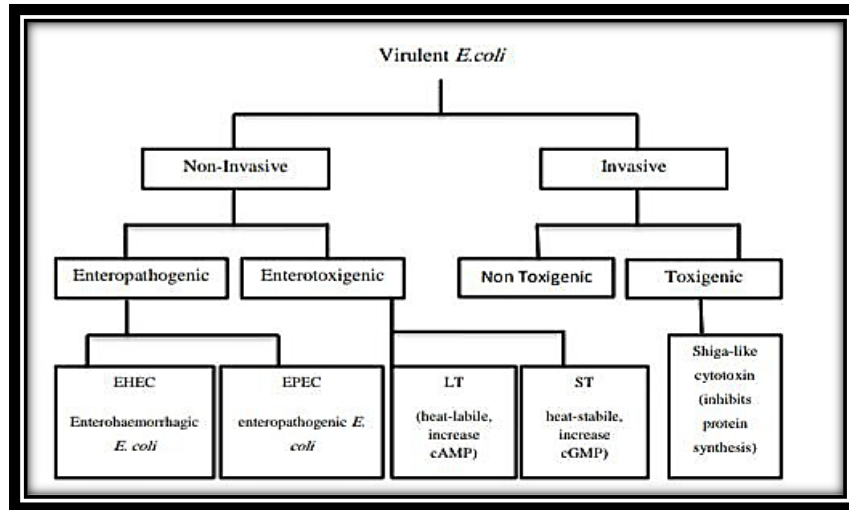 Virulent E.coli
Non-Invasive
Invasive
Enteropathogenic
Enterotoxigenic
Non Toxigenic
Toxigenic
EHEC
Enterohaemorrhagic
E. coli
EPEC
enteropathogenic E.
coli
LT
(heat-labile,
increase
cAMP)
ST
heat-stabile,
increase
cGMP)
Shiga-like
cytotoxin
(inhibits
protein
synthesis)